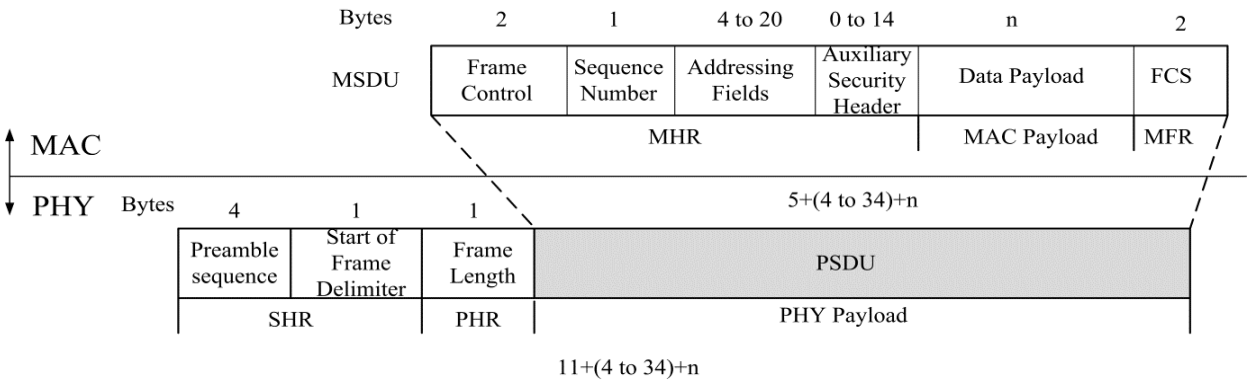 Bytes 2 1 4 to 20 0 to 14 n 2
MSDU
Frame
Control
Sequence
Number
Addressing
Fields
Auxiliary
Security
Header
Data Payload
FCS
MHR
MAC Payload
MFR
MAC
PHY
5+(4 to 34)+n
Bytes 4 1 1
Preamble
sequence
Start of
Frame
Delimiter
Frame
Length
PSDU
SHR
PHR
PHY Payload
11+(4 to 34)+n